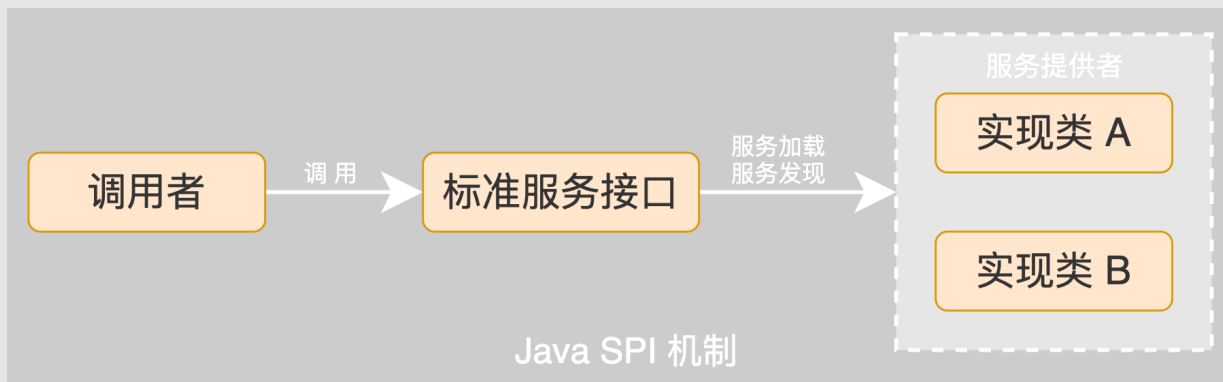 调用者
调 用
标准服务接口
服务加载
服务发现
服务提供者
实现类 A
实现类 B
Java SPI 机制